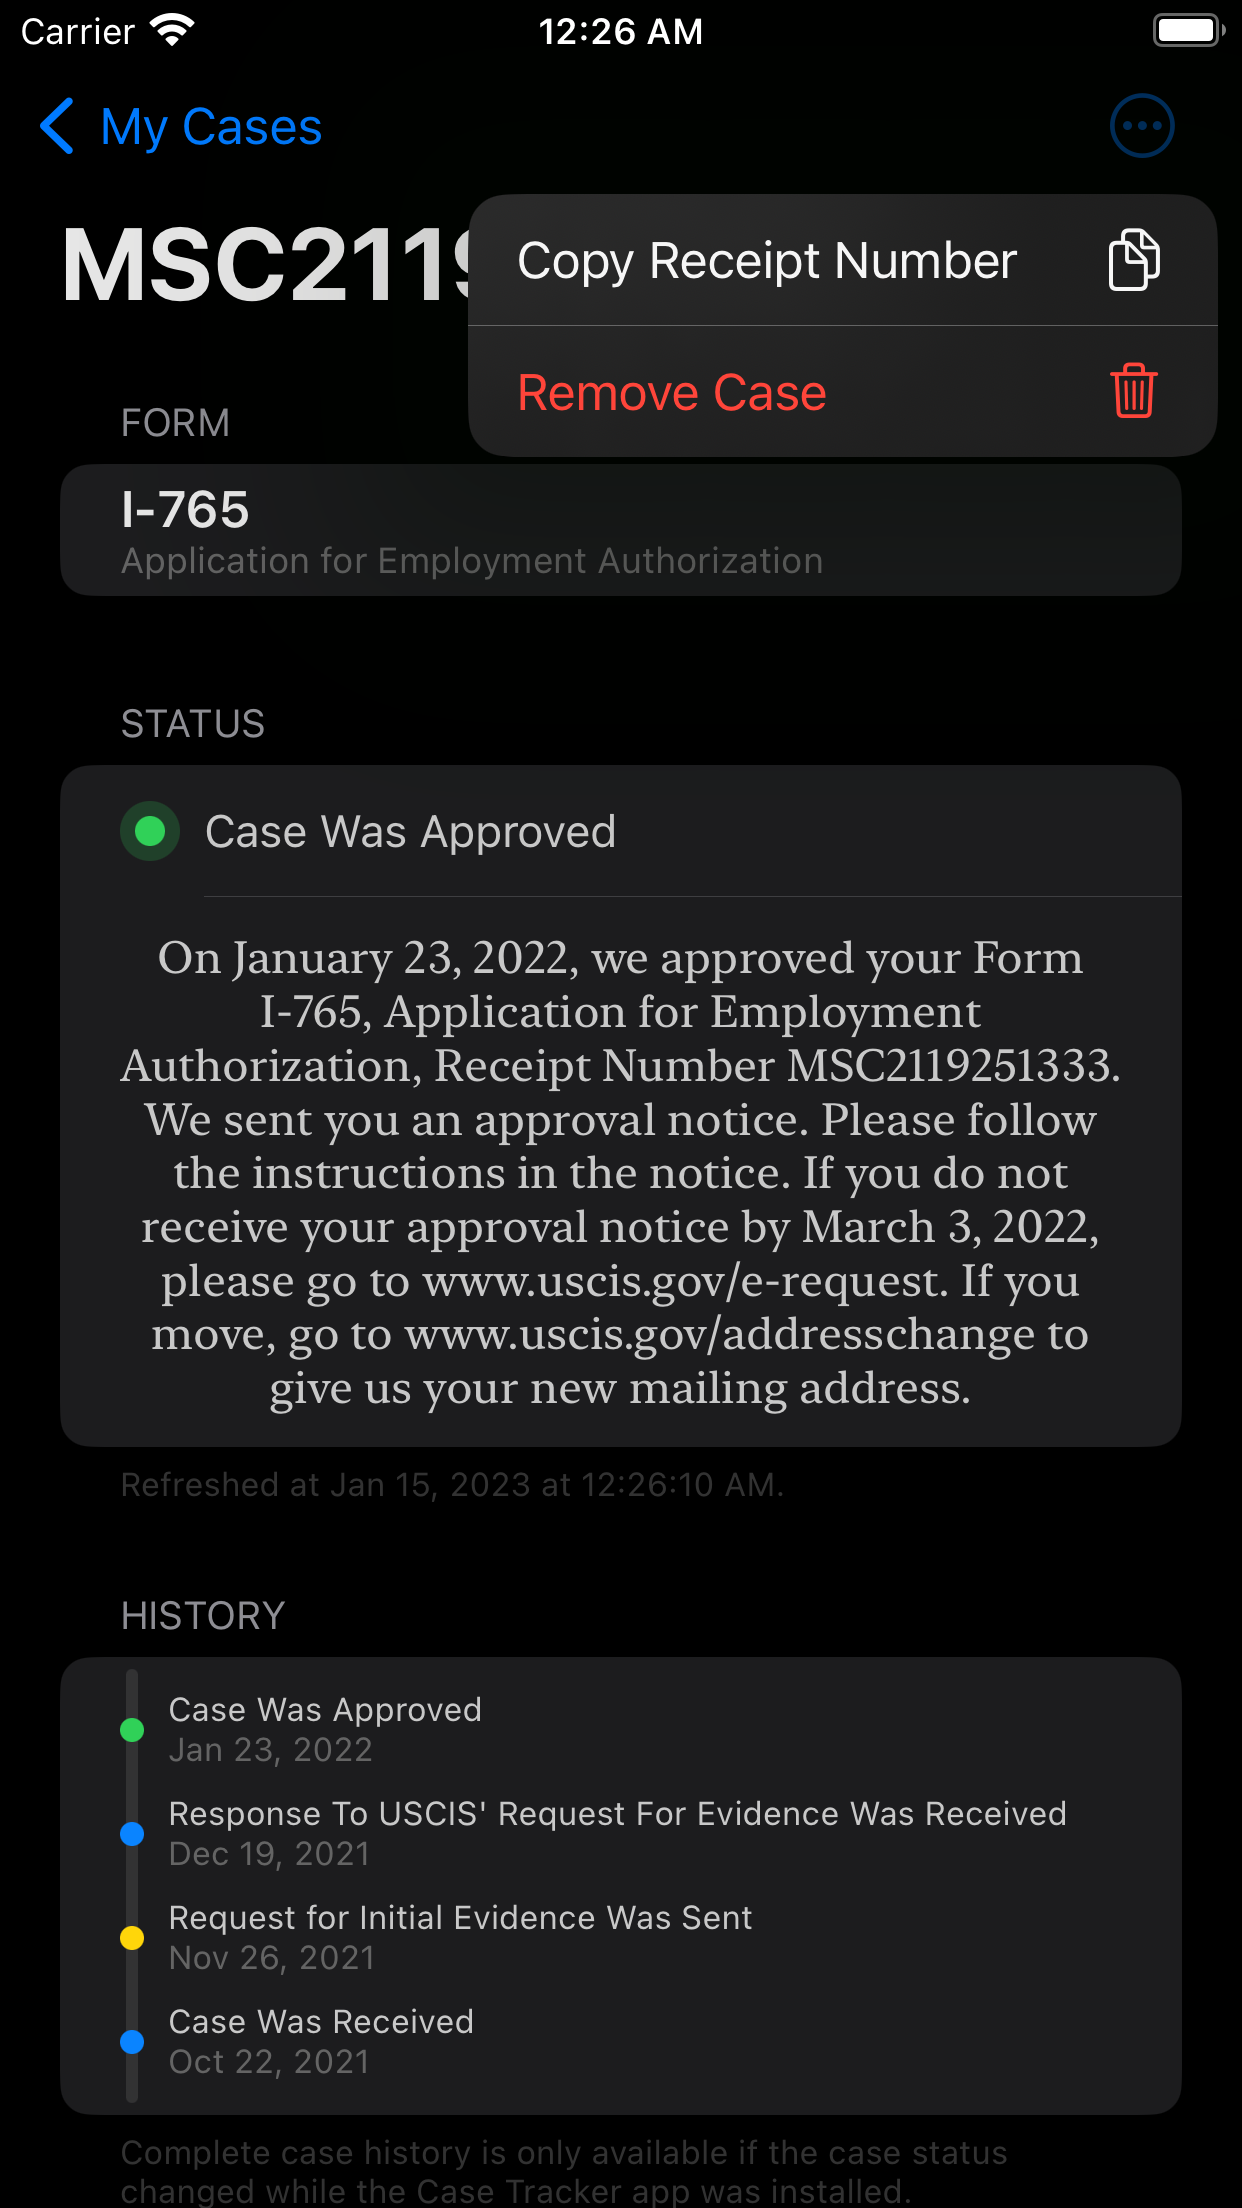 Carrier
12:26 AM
My Cases
MSC2119
Copy Receipt Number
Remove Case
FORM
I-765
Application for Employment Authorization
STATUS
Case Was Approved
On January 23, 2022, we approved your Form
I-765, Application for Employment
Authorization, Receipt Number MSC2119251333.
We sent you an approval notice. Please follow
the instructions in the notice. If you do not
receive your approval notice by March 3, 2022,
please go to www.uscis.gov/e-request. If you
move, go to www.uscis.gov/addresschange to
give us your new mailing address.
Refreshed at Jan 15, 2023 at 12:26:10 AM.
HISTORY
Case Was Approved
Jan 23, 2022
Response To USCIS' Request For Evidence Was Received
Dec 19, 2021
Request for Initial Evidence Was Sent
Nov 26, 2021
Case Was Received
Oct 22, 2021
Complete case history is only available if the case status
changed while the Case Tracker app was installed.